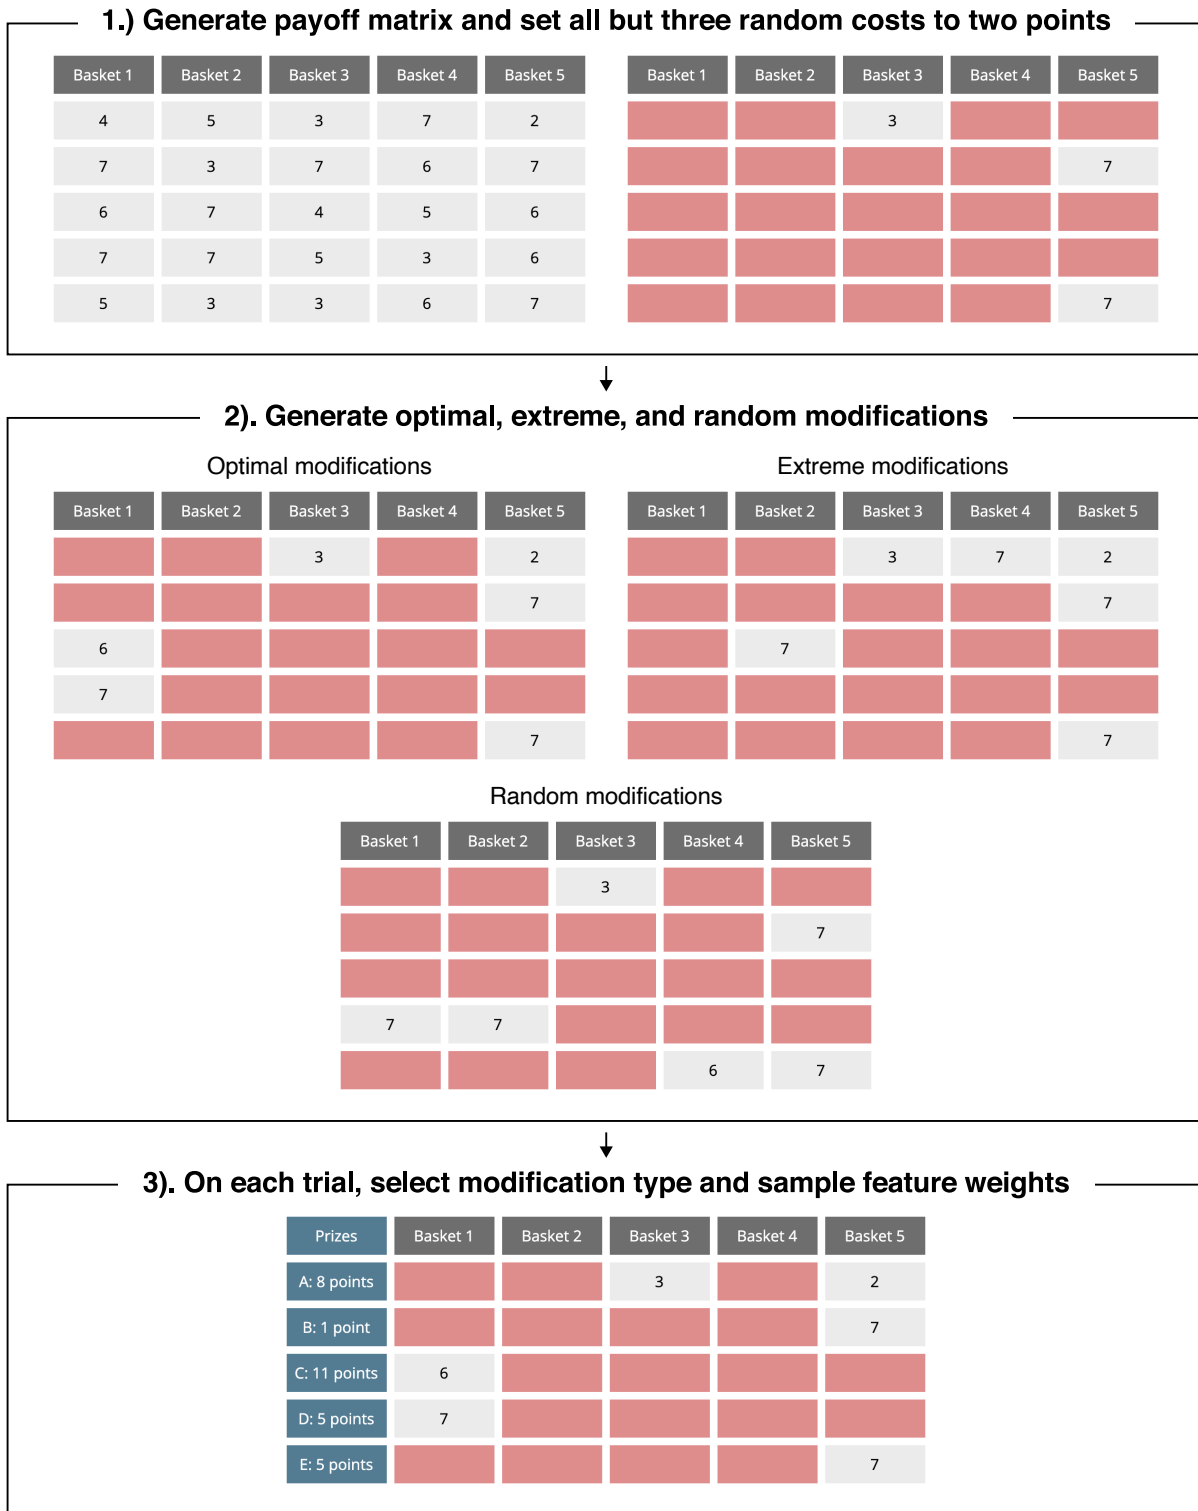 1.) Generate payoff matrix and set all but three random costs to two points
Basket 1 Basket 2 Basket 3 Basket 4 Basket 5 Basket 1 Basket 2 Basket 3 Basket 4 Basket 5
4 5 3 7 2 3
7 3 7 6 7 7
6 7 4 5 6
7 7 5 3 6
5 3 3 6 7 7
2). Generate optimal, extreme, and random modifications
Optimal modifications
Basket 1 Basket 2 Basket 3 Basket 4 Basket 5
3 2
7
6
7
7
Extreme modifications
Basket 1 Basket 2 Basket 3 Basket 4 Basket 5
3 7 2
7
7
7
Random modifications
Basket 1 Basket 2 Basket 3 Basket 4 Basket 5
3
7
7 7
6 7
3). On each trial, select modification type and sample feature weights
Prizes Basket 1 Basket 2 Basket 3 Basket 4 Basket 5
A: 8 points 3 2
B: 1 point 7
C: 11 points 6
D: 5 points 7
E: 5 points 7